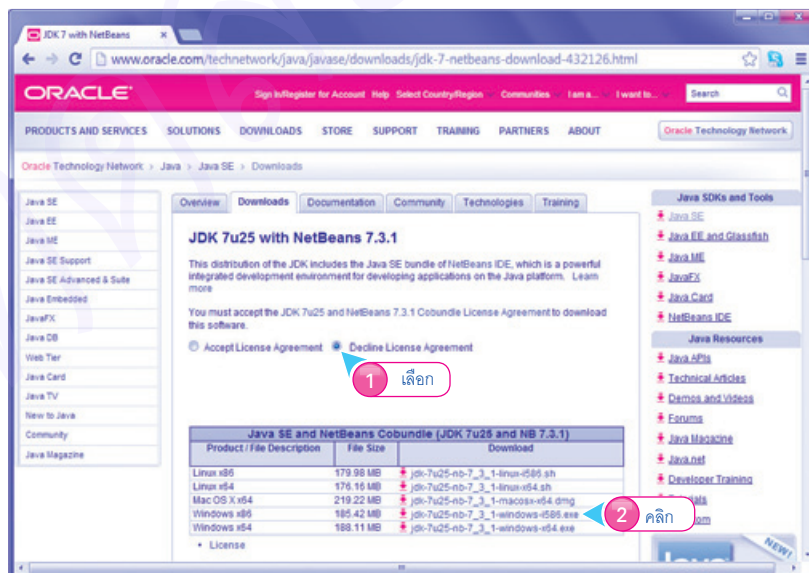 JDK 7 with NetBeans
www.oracle.com/technetwork/java/javase/downloads/jdk-7-netbeans-download-432126.html
ORACLE
Sign In/Register for Account Help Select Country/Region Communities I am a... I want to... Search
PRODUCTS AND SERVICES SOLUTIONS DOWNLOADS STORE SUPPORT TRAINING PARTNERS ABOUT Oracle Technology Network
Oracle Technology Network > Java > Java SE > Downloads
Java SE
Java EE
Java ME
Java SE Support
Java SE Advanced & Suite
Java Embedded
JavaFX
Java DB
Web Tier
Java Card
Java TV
New to Java
Community
Java Magazine
Overview Downloads Documentation Community Technologies Training
JDK 7u25 with NetBeans 7.3.1
This distribution of the JDK includes the Java SE bundle of NetBeans IDE, which is a powerful
integrated development environment for developing applications on the Java platform. Learn
more
You must accept the JDK 7u25 and NetBeans 7.3.1 Cobundle License Agreement to download
this software.
Accept License Agreement Decline License Agreement
1 เลือก
Java SE and NetBeans Cobundle (JDK 7u25 and NB 7.3.1)
Product / File Description File Size Download
Linux x86 179.98 MB jdk-7u25-nb-7_3_1-linux-i586.sh
Linux x64 176.16 MB jdk-7u25-nb-7_3_1-linux-x64.sh
Mac OS X x64 219.22 MB jdk-7u25-nb-7_3_1-macosx-x64.dmg
Windows x86 185.42 MB jdk-7u25-nb-7_3_1-windows-i586.exe
Windows x64 188.11 MB jdk-7u25-nb-7_3_1-windows-x64.exe
2 คลิก
• License
Java SDKs and Tools
Java SE
Java EE and Glassfish
Java ME
JavaFX
Java Card
NetBeans IDE
Java Resources
Java APIs
Technical Articles
Demos and Videos
Forums
Java Magazine
Java.net
Developer Training
NEW!